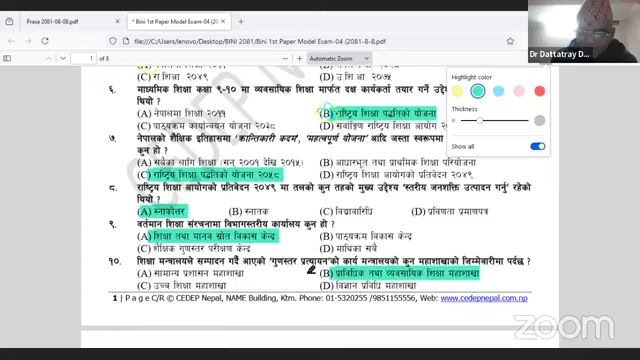 Presa 2081-08-08.pdf
* Bini 1st Paper Model Exam-04 (2
file:///C:/Users/lenovo/Desktop/BINI 2081/Bini 1st Paper Model Exam-04 (2081-8-8.pdf
1 of 8
Automatic Zoom
Dr Dattatray D...
Highlight color
Thickness
Show all
(C) रा.शि.आ २०४९ (D) उ.शि.आ. २०५५
६. माध्यमिक शिक्षा कक्षा ९-१० मा व्यवसायिक शिक्षा मार्फत दक्ष कार्यकर्ता तयार गर्ने उद्देश्
थियो ?
(A) नेपालमा शिक्षा २०११ (B) राष्ट्रिय शिक्षा पद्धतिको योजना
(C) पाठ्यक्रम कार्यान्वयन योजना २०३८ (D) सर्वाङ्गिण राष्ट्रिय शिक्षा आयोग २
७. नेपालको शैक्षिक इतिहासमा 'क्रान्तिकारी कदम', 'महत्वपूर्ण योजना' आदि जस्ता स्वरूपमा
कुन हो ?
(A) सबैका लागि शिक्षा (सन् २००१ देखि २०१५) (B) आधारभूत तथा प्राथमिक शिक्षा परियोजना
(C) राष्ट्रिय शिक्षा पद्धतिको योजना २०२८ (D) राष्ट्रिय शिक्षा आयोगको प्रतिवेदन २०४९
८. राष्ट्रिय शिक्षा आयोगको प्रतिवेदन २०४९ मा तलको कुन तहको मुख्य उद्देश्य 'स्तरीय जनशक्ति उत्पादन गर्नु' रहेको
थियो ?
(A) स्नाकोत्तर (B) स्नातक (C) विद्यावारिधि (D) प्रविणता प्रमाणपत्र
९. वर्तमान शिक्षा संरचनामा विभागस्तरीय कार्यालय कुन हो ?
(A) शिक्षा तथा मानव स्रोत विकास केन्द्र (B) पाठ्यक्रम विकास केन्द्र
(C) शैक्षिक गुणस्तर परीक्षण केन्द्र (D) माथिका सबै
१०. शिक्षा मन्त्रालयले सम्पादन गर्दै आएको 'गुणस्तर प्रत्यायन'को कार्य मन्त्रालयको कुन महाशाखाको जिम्मेवारीमा पर्दछ ?
(A) सामान्य प्रशासन महाशाखा (B) प्राविधिक तथा व्यवसायिक शिक्षा महाशाखा
(C) उच्च शिक्षा महाशाखा (D) विज्ञान प्रविधि महाशाखा
1 | P a g e C/R © CEDEP Nepal, NAME Building, Ktm. Phone: 01-5320255 /9851155556, Web: www.cedepnepal.com.np
zoom